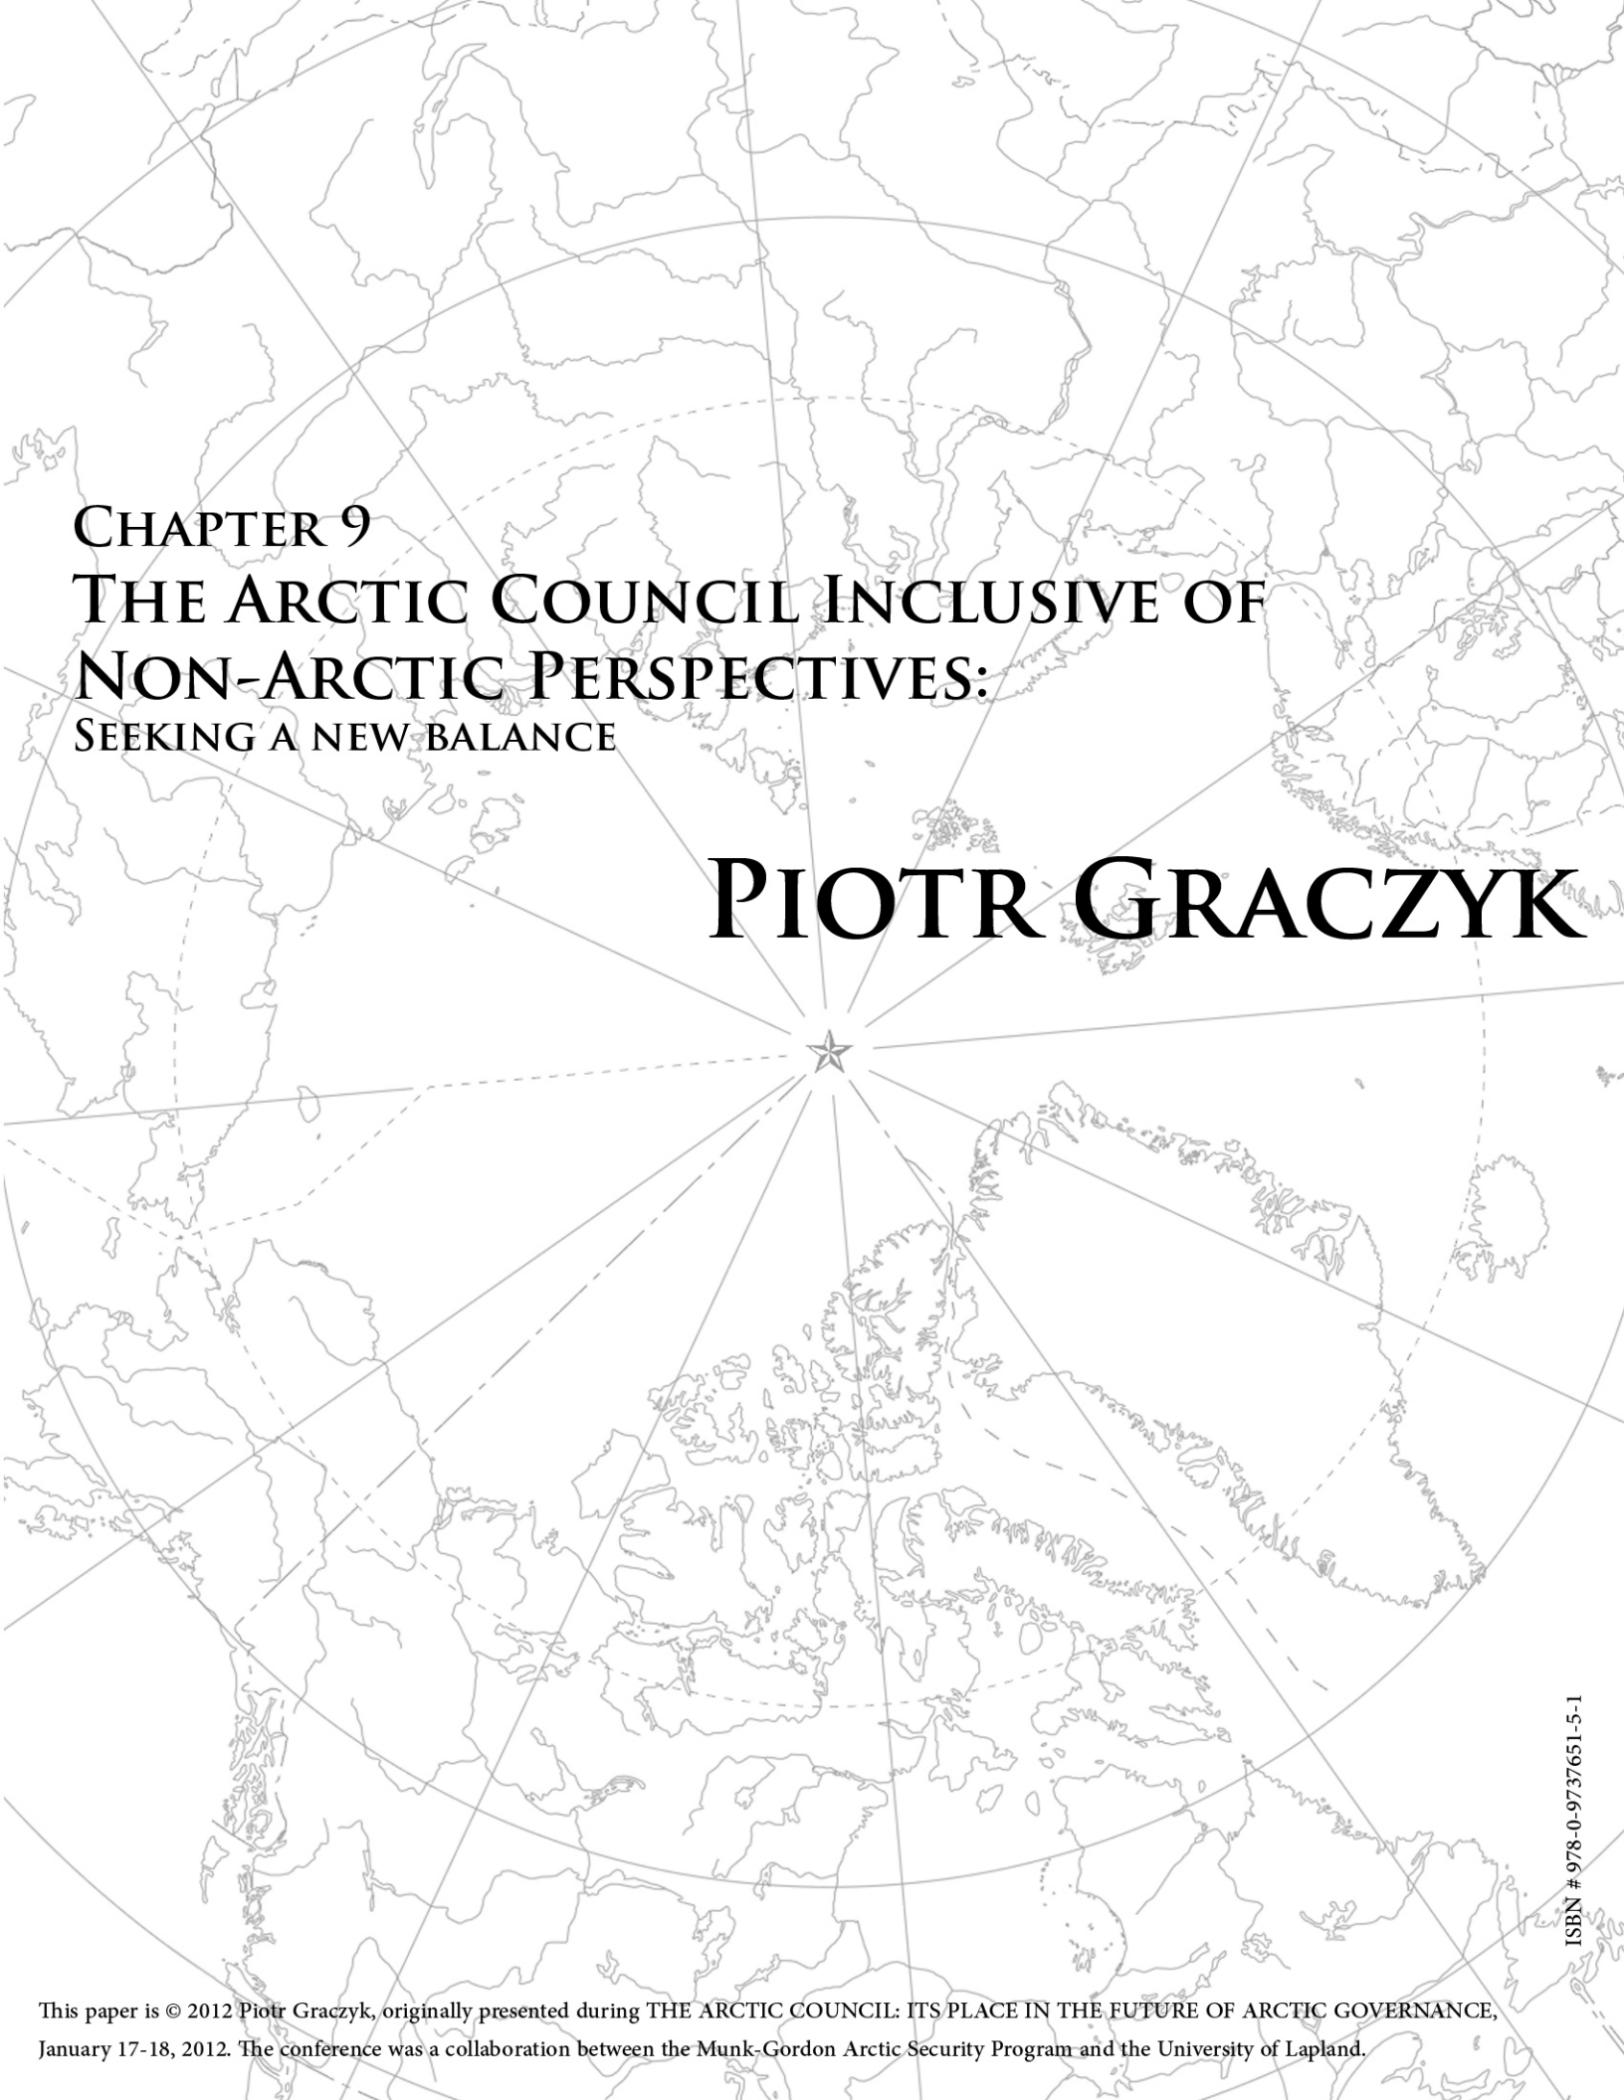 CHAPTER 9
THE ARCTIC COUNCIL INCLUSIVE OF
NON-ARCTIC PERSPECTIVES:
SEEKING A NEW BALANCE
PIOTR GRACZYK
ISBN # 978-0-9737651-5-1
This paper is © 2012 Piotr Graczyk, originally presented during THE ARCTIC COUNCIL: ITS PLACE IN THE FUTURE OF ARCTIC GOVERNANCE,
January 17-18, 2012. The conference was a collaboration between the Munk-Gordon Arctic Security Program and the University of Lapland.